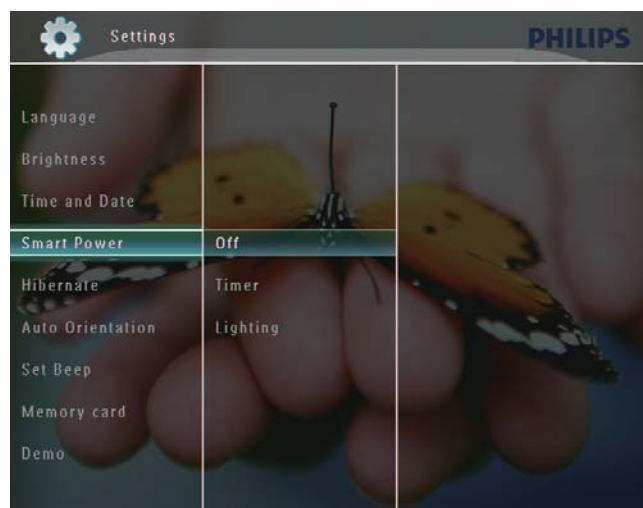 Settings
PHILIPS
Language
Brightness
Time and Date
Smart Power
Off
Hibernate
Timer
Auto Orientation
Lighting
Set Beep
Memory card
Demo